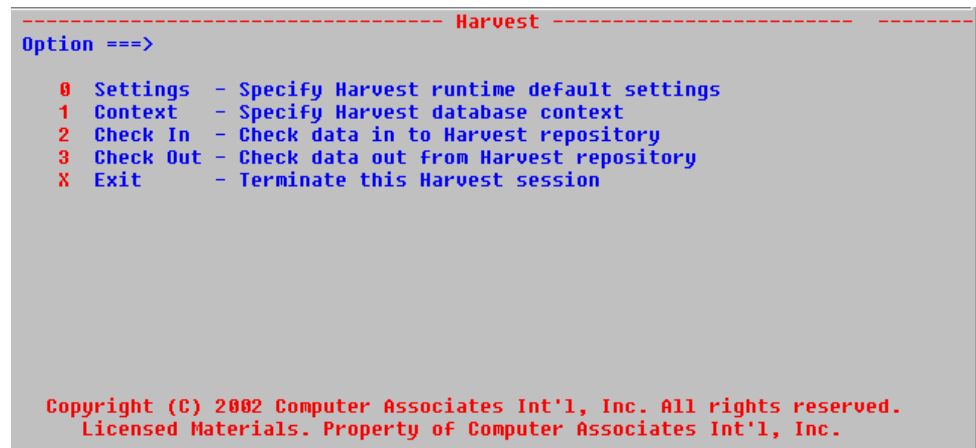 ----------------------------------- Harvest ------------------------- --------
Option ===>
0 Settings - Specify Harvest runtime default settings
1 Context - Specify Harvest database context
2 Check In - Check data in to Harvest repository
3 Check Out - Check data out from Harvest repository
X Exit - Terminate this Harvest session
Copyright (C) 2002 Computer Associates Int'l, Inc. All rights reserved.
Licensed Materials. Property of Computer Associates Int'l, Inc.